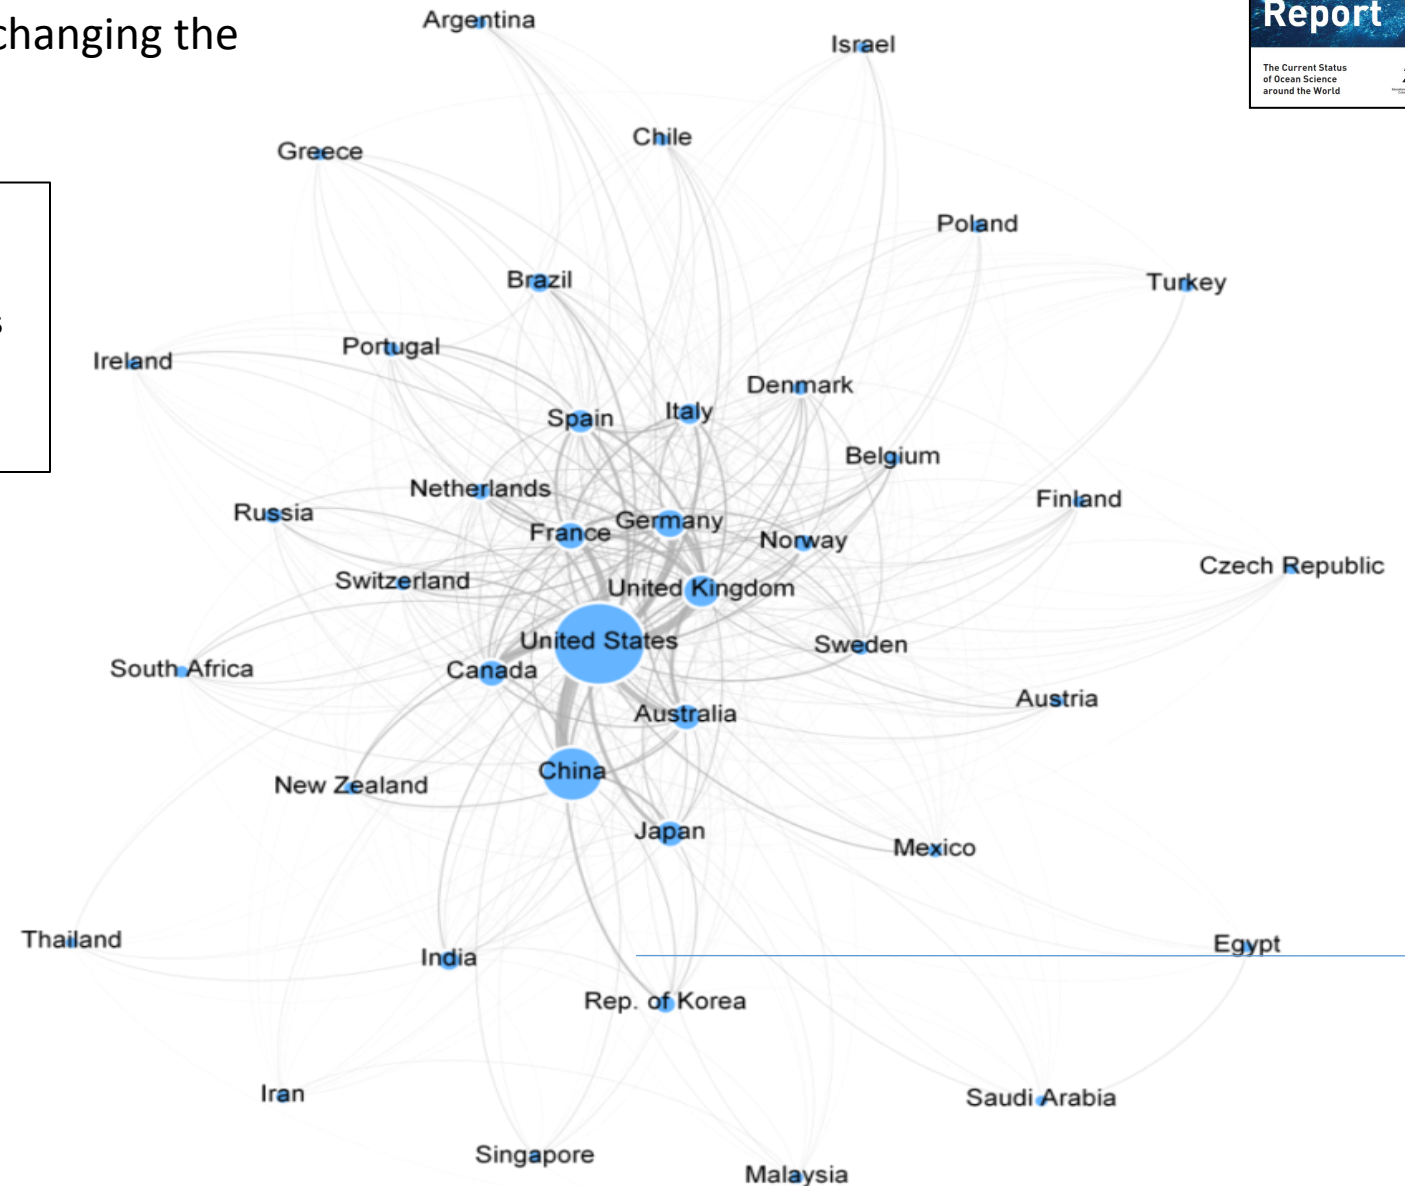 changing the
Report
The Current Status
of Ocean Science
around the World
s
Argentina
Israel
Chile
Greece
Poland
Brazil
Turkey
Portugal
Ireland
Denmark
Italy
Spain
Belgium
Netherlands
Finland
Russia
Germany
France
Norway
Czech Republic
Switzerland
United Kingdom
United States
Sweden
South Africa
Canada
Austria
Australia
China
New Zealand
Japan
Mexico
Thailand
Egypt
India
Rep. of Korea
Iran
Saudi Arabia
Singapore
Malaysia